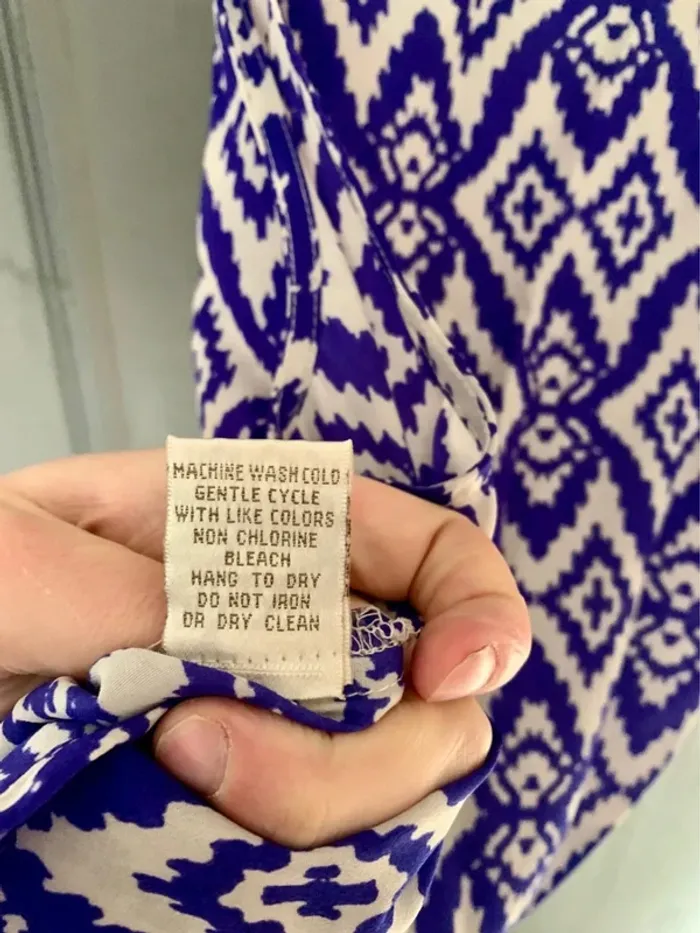 MACHINE WASH COLD
GENTLE CYCLE
WITH LIKE COLORS
NON CHLORINE
BLEACH
HANG TO DRY
DO NOT IRON
OR DRY CLEAN